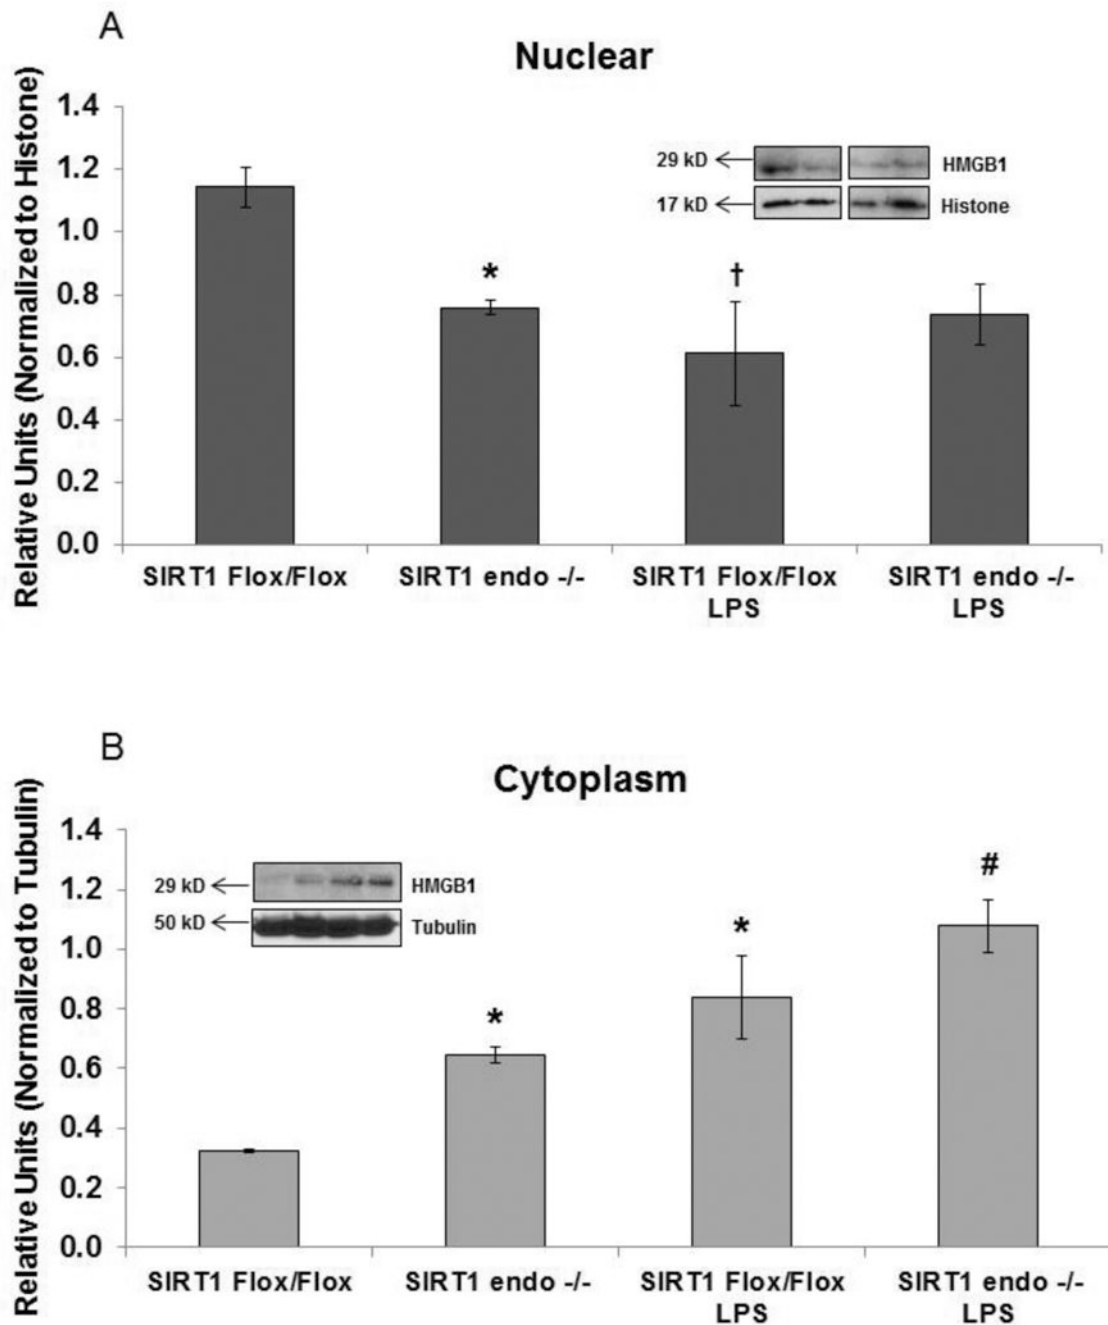 A
Nuclear
Relative Units (Normalized to Histone)
1.4
1.2
1.0
0.8
0.6
0.4
0.2
0.0
29 kD HMGB1
17 kD Histone
*
†
SIRT1 Flox/Flox SIRT1 endo -/- SIRT1 Flox/Flox SIRT1 endo -/-
LPS LPS
B
Cytoplasm
Relative Units (Normalized to Tubulin)
1.4
1.2
1.0
0.8
0.6
0.4
0.2
0.0
29 kD HMGB1
50 kD Tubulin
*
*
#
SIRT1 Flox/Flox SIRT1 endo -/- SIRT1 Flox/Flox SIRT1 endo -/-
LPS LPS